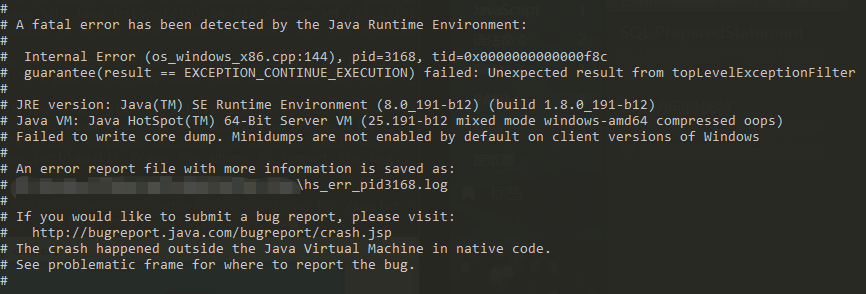 #
# A fatal error has been detected by the Java Runtime Environment:
#
#  Internal Error (os_windows_x86.cpp:144), pid=3168, tid=0x0000000000000f8c
#  guarantee(result == EXCEPTION_CONTINUE_EXECUTION) failed: Unexpected result from topLevelExceptionFilter
#
# JRE version: Java(TM) SE Runtime Environment (8.0_191-b12) (build 1.8.0_191-b12)
# Java VM: Java HotSpot(TM) 64-Bit Server VM (25.191-b12 mixed mode windows-amd64 compressed oops)
# Failed to write core dump. Minidumps are not enabled by default on client versions of Windows
#
# An error report file with more information is saved as:
# \hs_err_pid3168.log
#
# If you would like to submit a bug report, please visit:
#   http://bugreport.java.com/bugreport/crash.jsp
# The crash happened outside the Java Virtual Machine in native code.
# See problematic frame for where to report the bug.
#